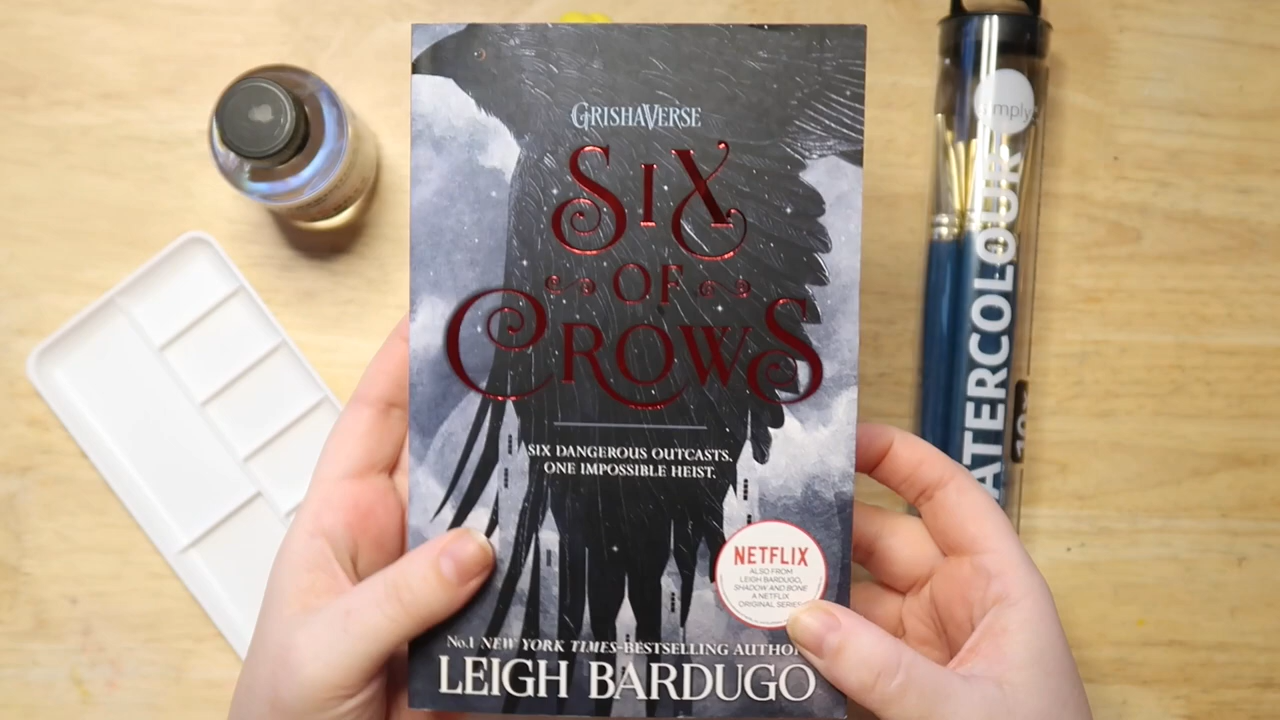 GRISHAVERSE
SIX
OF
CROWS
SIX DANGEROUS OUTCASTS.
ONE IMPOSSIBLE HEIST.
NETFLIX
ALSO FROM
LEIGH BARDUGO,
SHADOW AND BONE
A NETFLIX
ORIGINAL SERIES
No.1 NEW YORK TIMES-BESTSELLING AUTHOR
LEIGH BARDUGO
simply
WATERCOLOUR